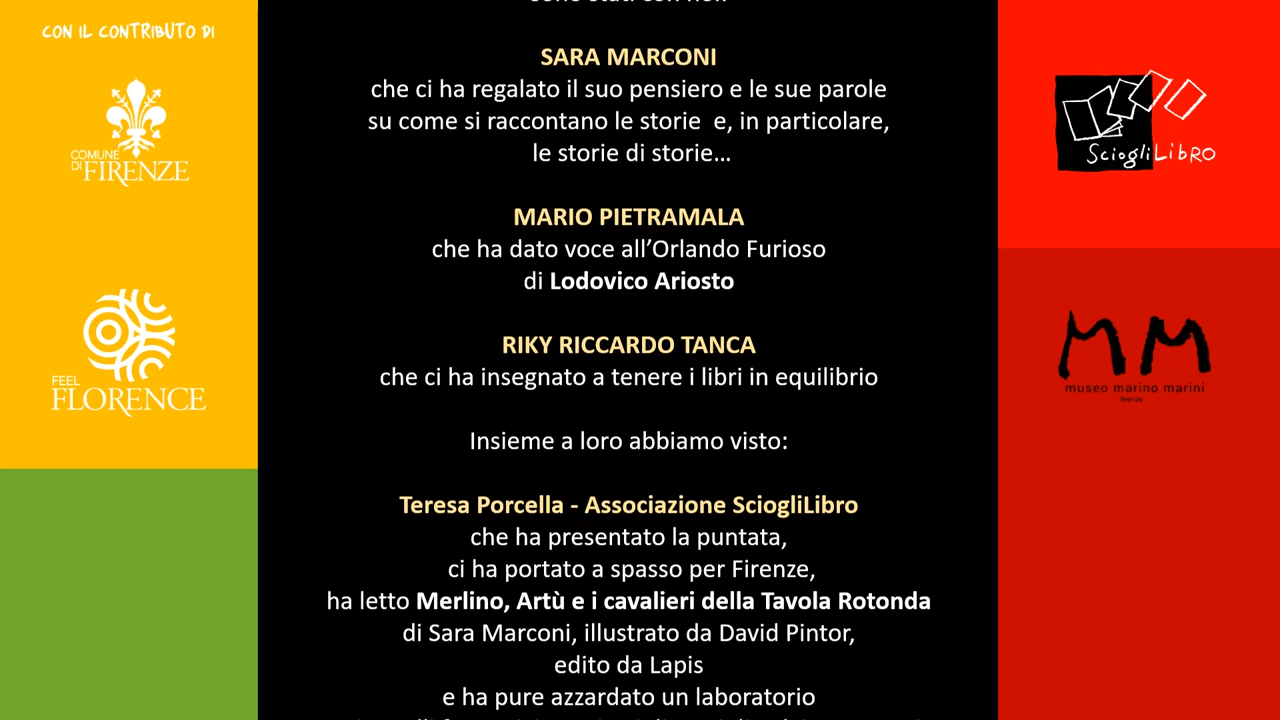 CON IL CONTRIBUTO DI
COMUNE
DI FIRENZE
FEEL
FLORENCE
SARA MARCONI
che ci ha regalato il suo pensiero e le sue parole
su come si raccontano le storie e, in particolare,
le storie di storie...
MARIO PIETRAMALA
che ha dato voce all’Orlando Furioso
di Lodovico Ariosto
RIKY RICCARDO TANCA
che ci ha insegnato a tenere i libri in equilibrio
Insieme a loro abbiamo visto:
Teresa Porcella - Associazione SciogliLibro
che ha presentato la puntata,
ci ha portato a spasso per Firenze,
ha letto Merlino, Artù e i cavalieri della Tavola Rotonda
di Sara Marconi, illustrato da David Pintor,
edito da Lapis
e ha pure azzardato un laboratorio
SciogliLibro
MM
museo marino marini
firenze